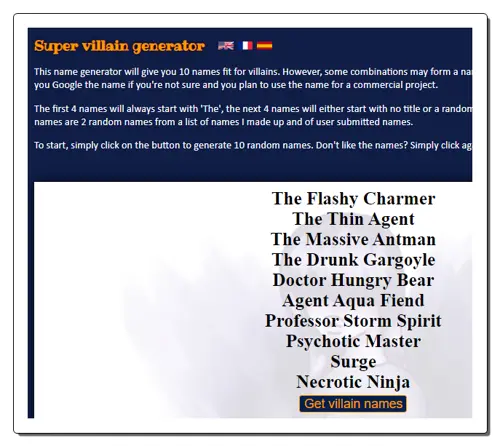 Super villain generator
This name generator will give you 10 names fit for villains. However, some combinations may form a
you Google the name if you're not sure and you plan to use the name for a commercial project.
The first 4 names will always start with 'The', the next 4 names will either start with no title or a random
names are 2 random names from a list of names I made up and of user submitted names.
To start, simply click on the button to generate 10 random names. Don't like the names? Simply click
The Flashy Charmer
The Thin Agent
The Massive Antman
The Drunk Gargoyle
Doctor Hungry Bear
Agent Aqua Fiend
Professor Storm Spirit
Psychotic Master
Surge
Necrotic Ninja
Get villain names